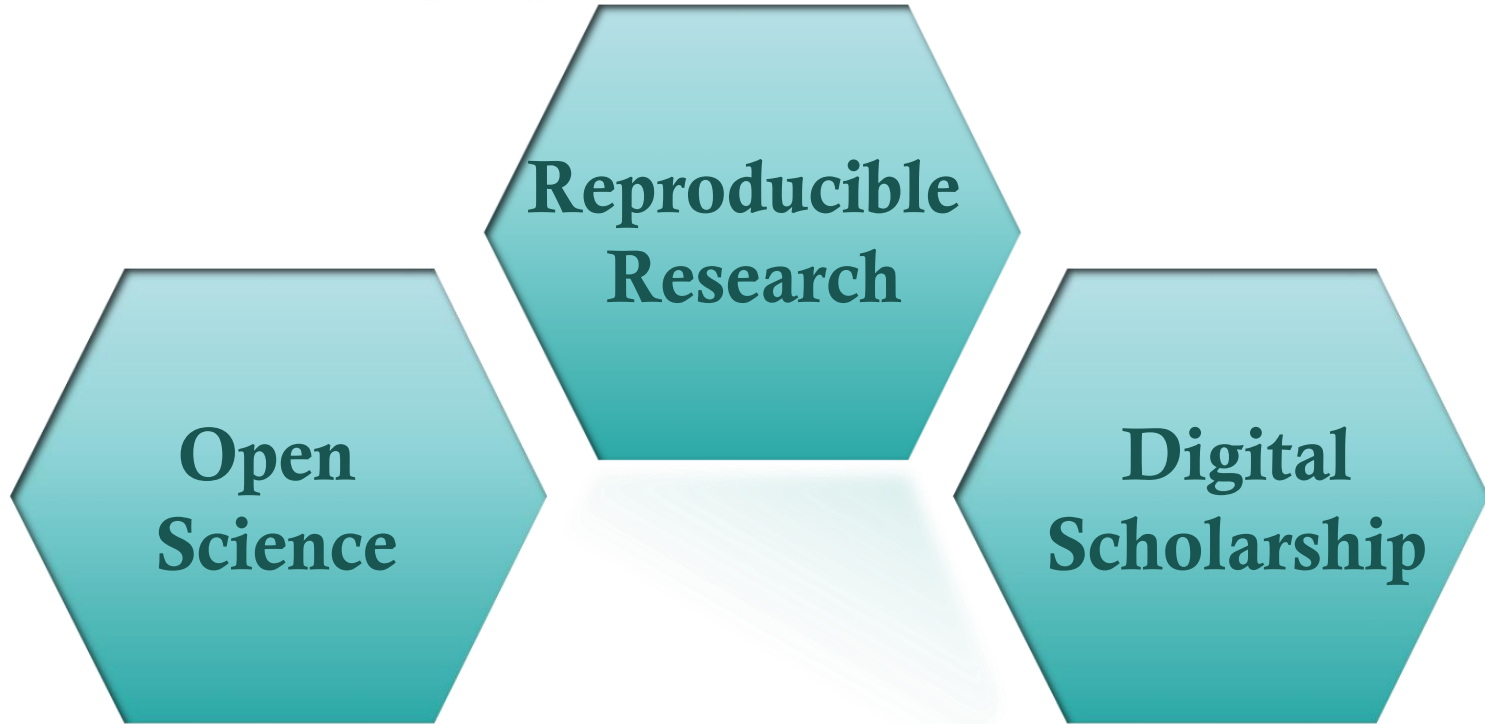 Reproducible
Research
Open
Science
Digital
Scholarship